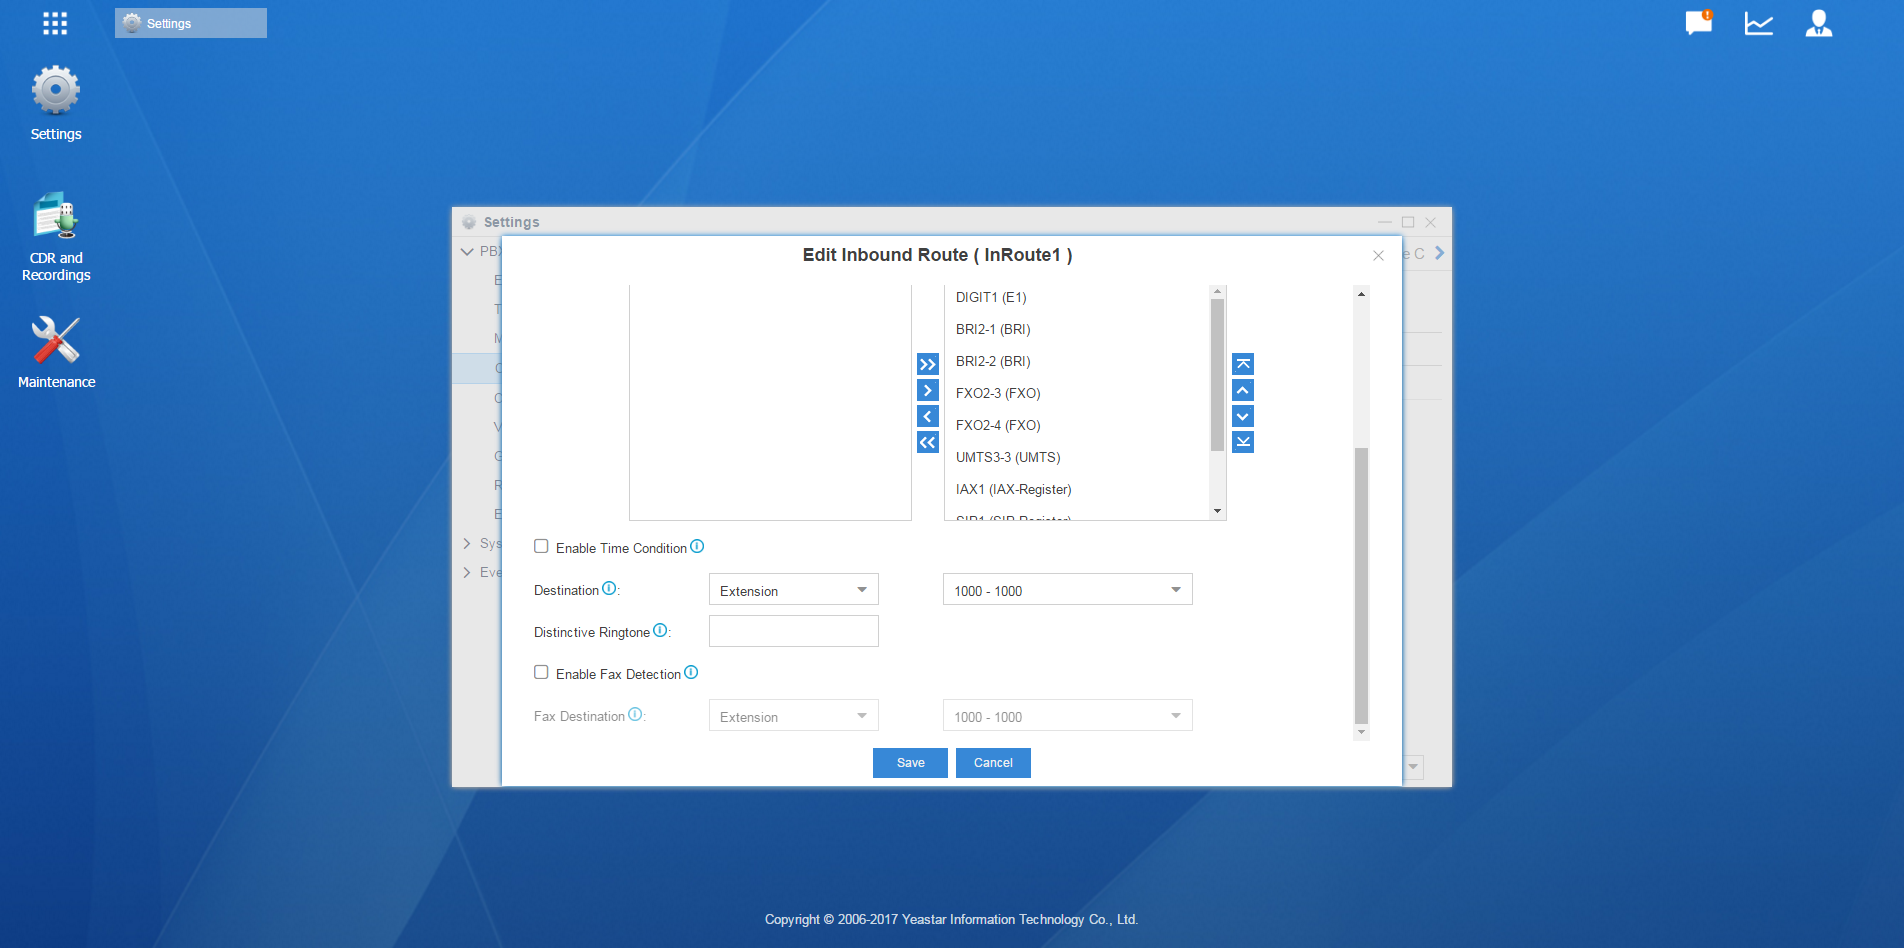 Settings
Settings
CDR and
Recordings
Maintenance
Settings
PBX
Edit Inbound Route ( InRoute1 )
e C
DIGIT1 (E1)
BRI2-1 (BRI)
BRI2-2 (BRI)
FXO2-3 (FXO)
FXO2-4 (FXO)
UMTS3-3 (UMTS)
IAX1 (IAX-Register)
SIP1 (SIP-Register)
Sys
Eve
Enable Time Condition
Destination :
Extension
1000 - 1000
Distinctive Ringtone :
Enable Fax Detection
Fax Destination :
Extension
1000 - 1000
Save
Cancel
Copyright © 2006-2017 Yeastar Information Technology Co., Ltd.